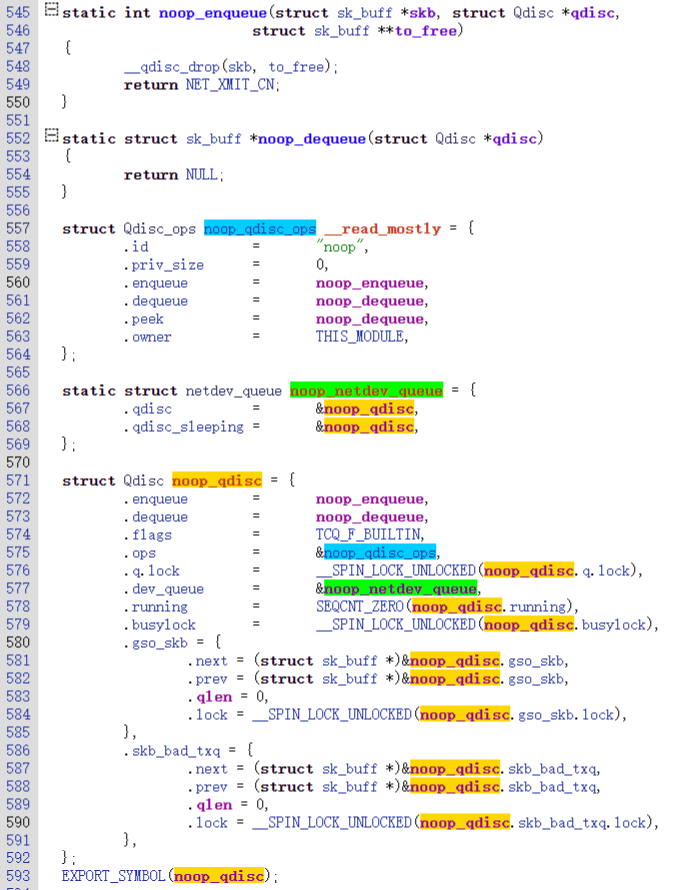 545 static int noop_enqueue(struct sk_buff *skb, struct Qdisc *qdisc,
546 struct sk_buff **to_free)
547 {
548 __qdisc_drop(skb, to_free);
549 return NET_XMIT_CN;
550 }
551
552 static struct sk_buff *noop_dequeue(struct Qdisc *qdisc)
553 {
554 return NULL;
555 }
556
557 struct Qdisc_ops noop_qdisc_ops __read_mostly = {
558 .id = "noop",
559 .priv_size = 0,
560 .enqueue = noop_enqueue,
561 .dequeue = noop_dequeue,
562 .peek = noop_dequeue,
563 .owner = THIS_MODULE,
564 };
565
566 static struct netdev_queue noop_netdev_queue = {
567 .qdisc = &noop_qdisc,
568 .qdisc_sleeping = &noop_qdisc,
569 };
570
571 struct Qdisc noop_qdisc = {
572 .enqueue = noop_enqueue,
573 .dequeue = noop_dequeue,
574 .flags = TCQ_F_BUILTIN,
575 .ops = &noop_qdisc_ops,
576 .q.lock = __SPIN_LOCK_UNLOCKED(noop_qdisc.q.lock),
577 .dev_queue = &noop_netdev_queue,
578 .running = SEQCNT_ZERO(noop_qdisc.running),
579 .busylock = __SPIN_LOCK_UNLOCKED(noop_qdisc.busylock),
580 .gso_skb = {
581 .next = (struct sk_buff *)&noop_qdisc.gso_skb,
582 .prev = (struct sk_buff *)&noop_qdisc.gso_skb,
583 .qlen = 0,
584 .lock = __SPIN_LOCK_UNLOCKED(noop_qdisc.gso_skb.lock),
585 },
586 .skb_bad_txq = {
587 .next = (struct sk_buff *)&noop_qdisc.skb_bad_txq,
588 .prev = (struct sk_buff *)&noop_qdisc.skb_bad_txq,
589 .qlen = 0,
590 .lock = __SPIN_LOCK_UNLOCKED(noop_qdisc.skb_bad_txq.lock),
591 },
592 };
593 EXPORT_SYMBOL(noop_qdisc);